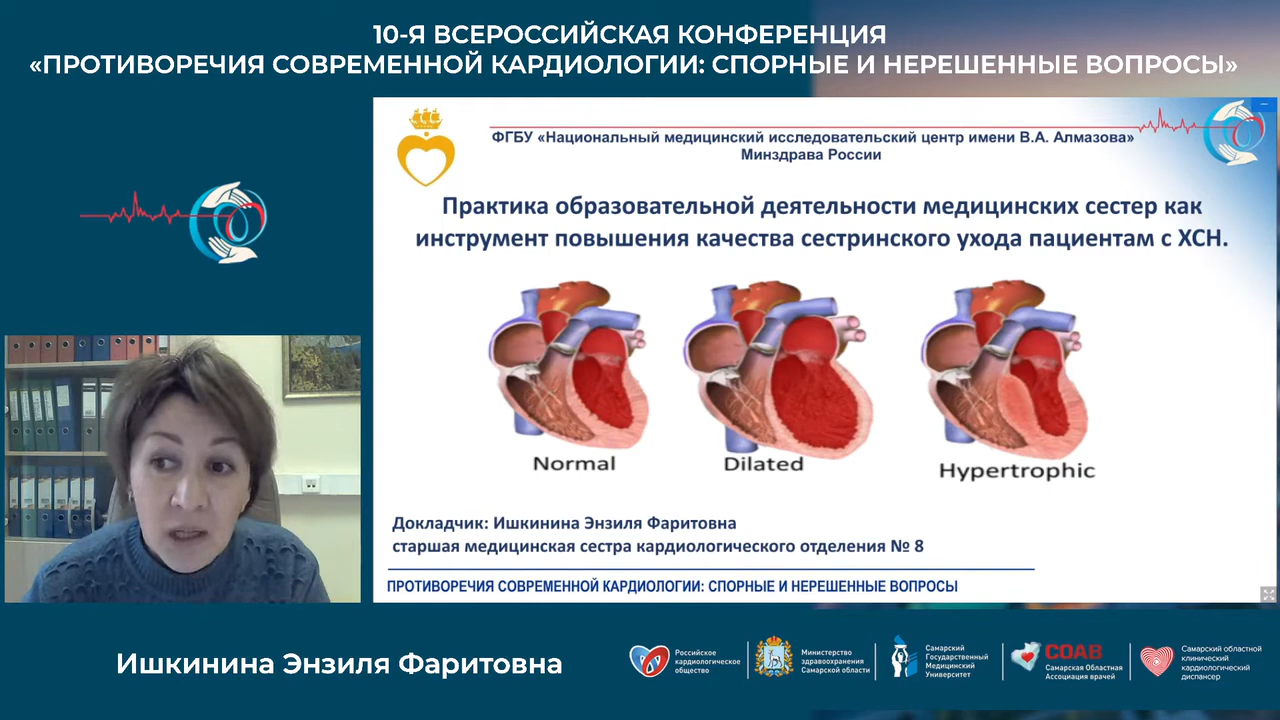 10-Я ВСЕРОССИЙСКАЯ КОНФЕРЕНЦИЯ
«ПРОТИВОРЕЧИЯ СОВРЕМЕННОЙ КАРДИОЛОГИИ: СПОРНЫЕ И НЕРЕШЕННЫЕ ВОПРОСЫ»
ФГБУ «Национальный медицинский исследовательский центр имени В.А. Алмазова»
Минздрава России
Практика образовательной деятельности медицинских сестер как
инструмент повышения качества сестринского ухода пациентам с ХСН.
Normal
Dilated
Hypertrophic
Докладчик: Ишкинина Энзиля Фаритовна
старшая медицинская сестра кардиологического отделения № 8
ПРОТИВОРЕЧИЯ СОВРЕМЕННОЙ КАРДИОЛОГИИ: СПОРНЫЕ И НЕРЕШЕННЫЕ ВОПРОСЫ
Ишкинина Энзиля Фаритовна
Российское
кардиологическое
общество
Министерство
здравоохранения
Самарской области
Самарский
Государственный
Медицинский
Университет
СОАВ
Самарская Областная
Ассоциация врачей
Самарский областной
клинический
кардиологический
диспансер